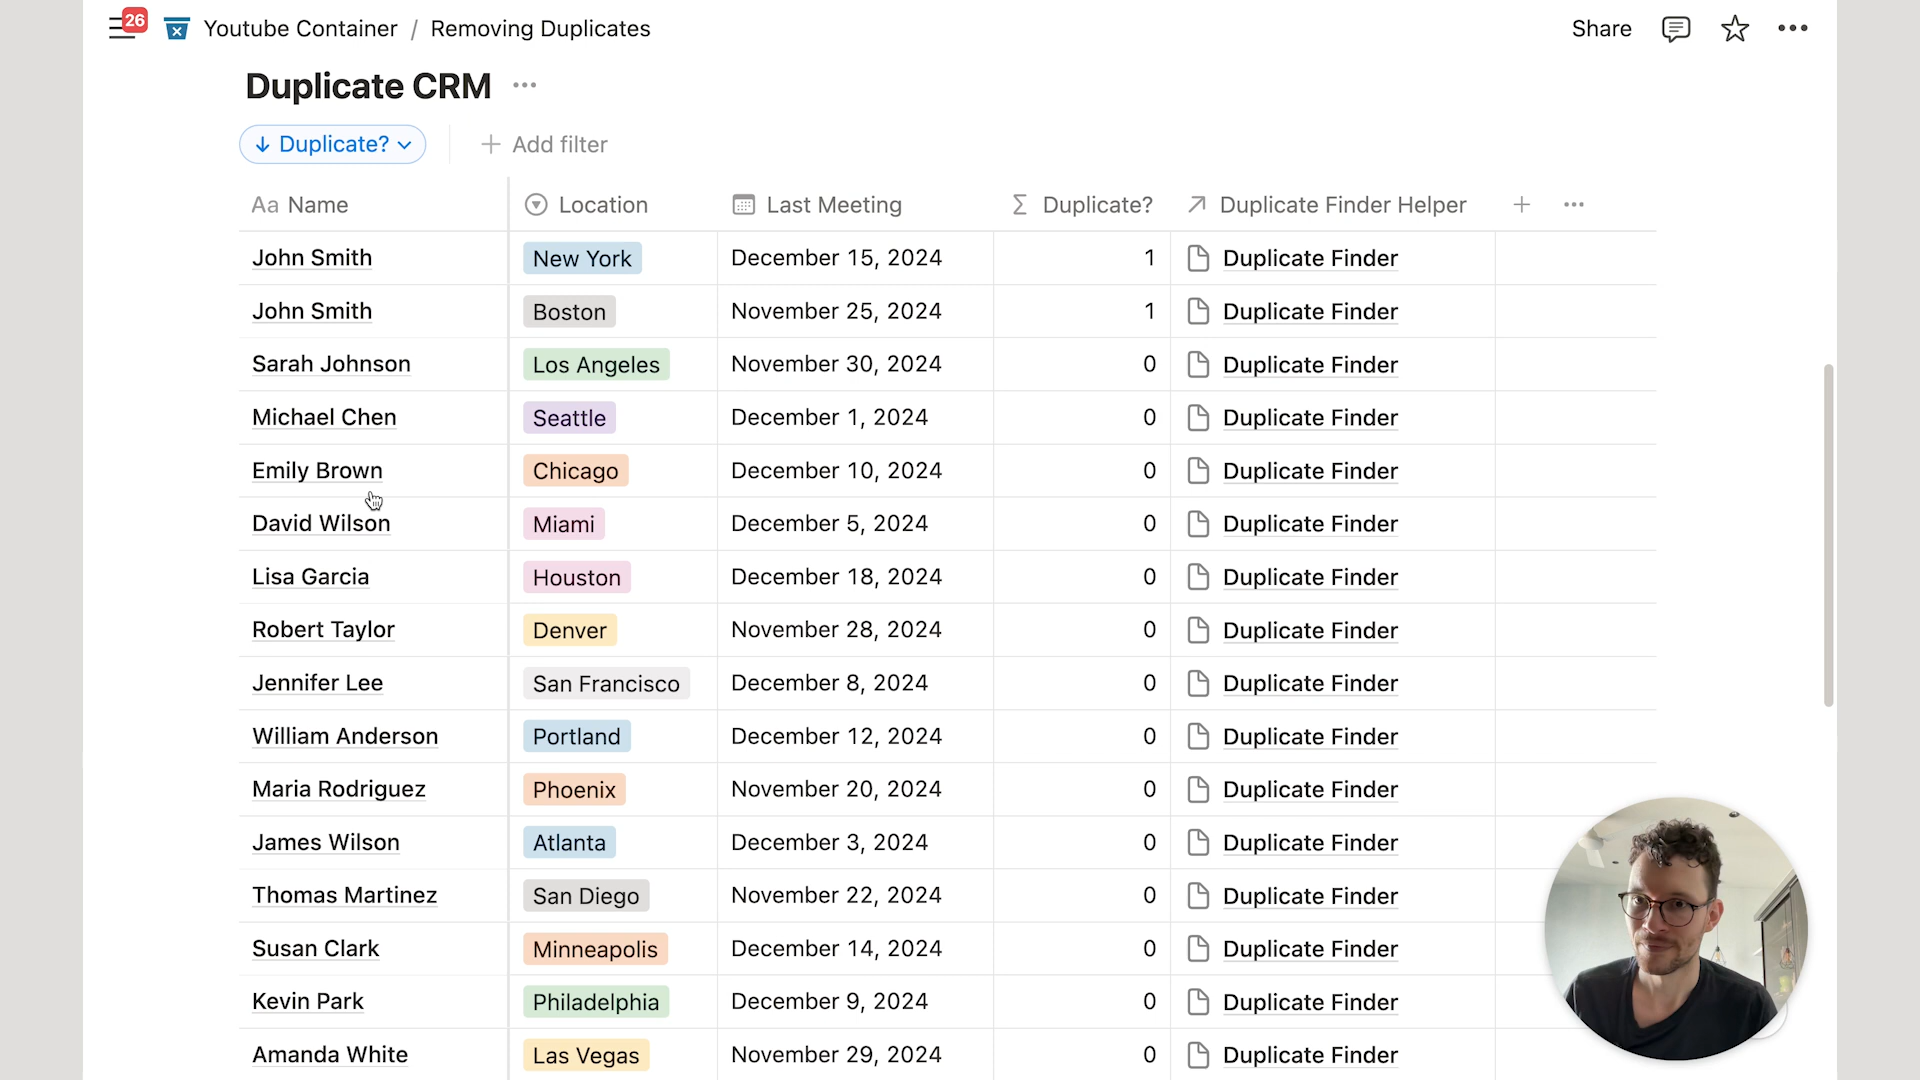 26
Youtube Container / Removing Duplicates
Share
Duplicate CRM
Duplicate?
Add filter
Aa Name Location Last Meeting Σ Duplicate? Duplicate Finder Helper
John Smith New York December 15, 2024 1 Duplicate Finder
John Smith Boston November 25, 2024 1 Duplicate Finder
Sarah Johnson Los Angeles November 30, 2024 0 Duplicate Finder
Michael Chen Seattle December 1, 2024 0 Duplicate Finder
Emily Brown Chicago December 10, 2024 0 Duplicate Finder
David Wilson Miami December 5, 2024 0 Duplicate Finder
Lisa Garcia Houston December 18, 2024 0 Duplicate Finder
Robert Taylor Denver November 28, 2024 0 Duplicate Finder
Jennifer Lee San Francisco December 8, 2024 0 Duplicate Finder
William Anderson Portland December 12, 2024 0 Duplicate Finder
Maria Rodriguez Phoenix November 20, 2024 0 Duplicate Finder
James Wilson Atlanta December 3, 2024 0 Duplicate Finder
Thomas Martinez San Diego November 22, 2024 0 Duplicate Finder
Susan Clark Minneapolis December 14, 2024 0 Duplicate Finder
Kevin Park Philadelphia December 9, 2024 0 Duplicate Finder
Amanda White Las Vegas November 29, 2024 0 Duplicate Finder